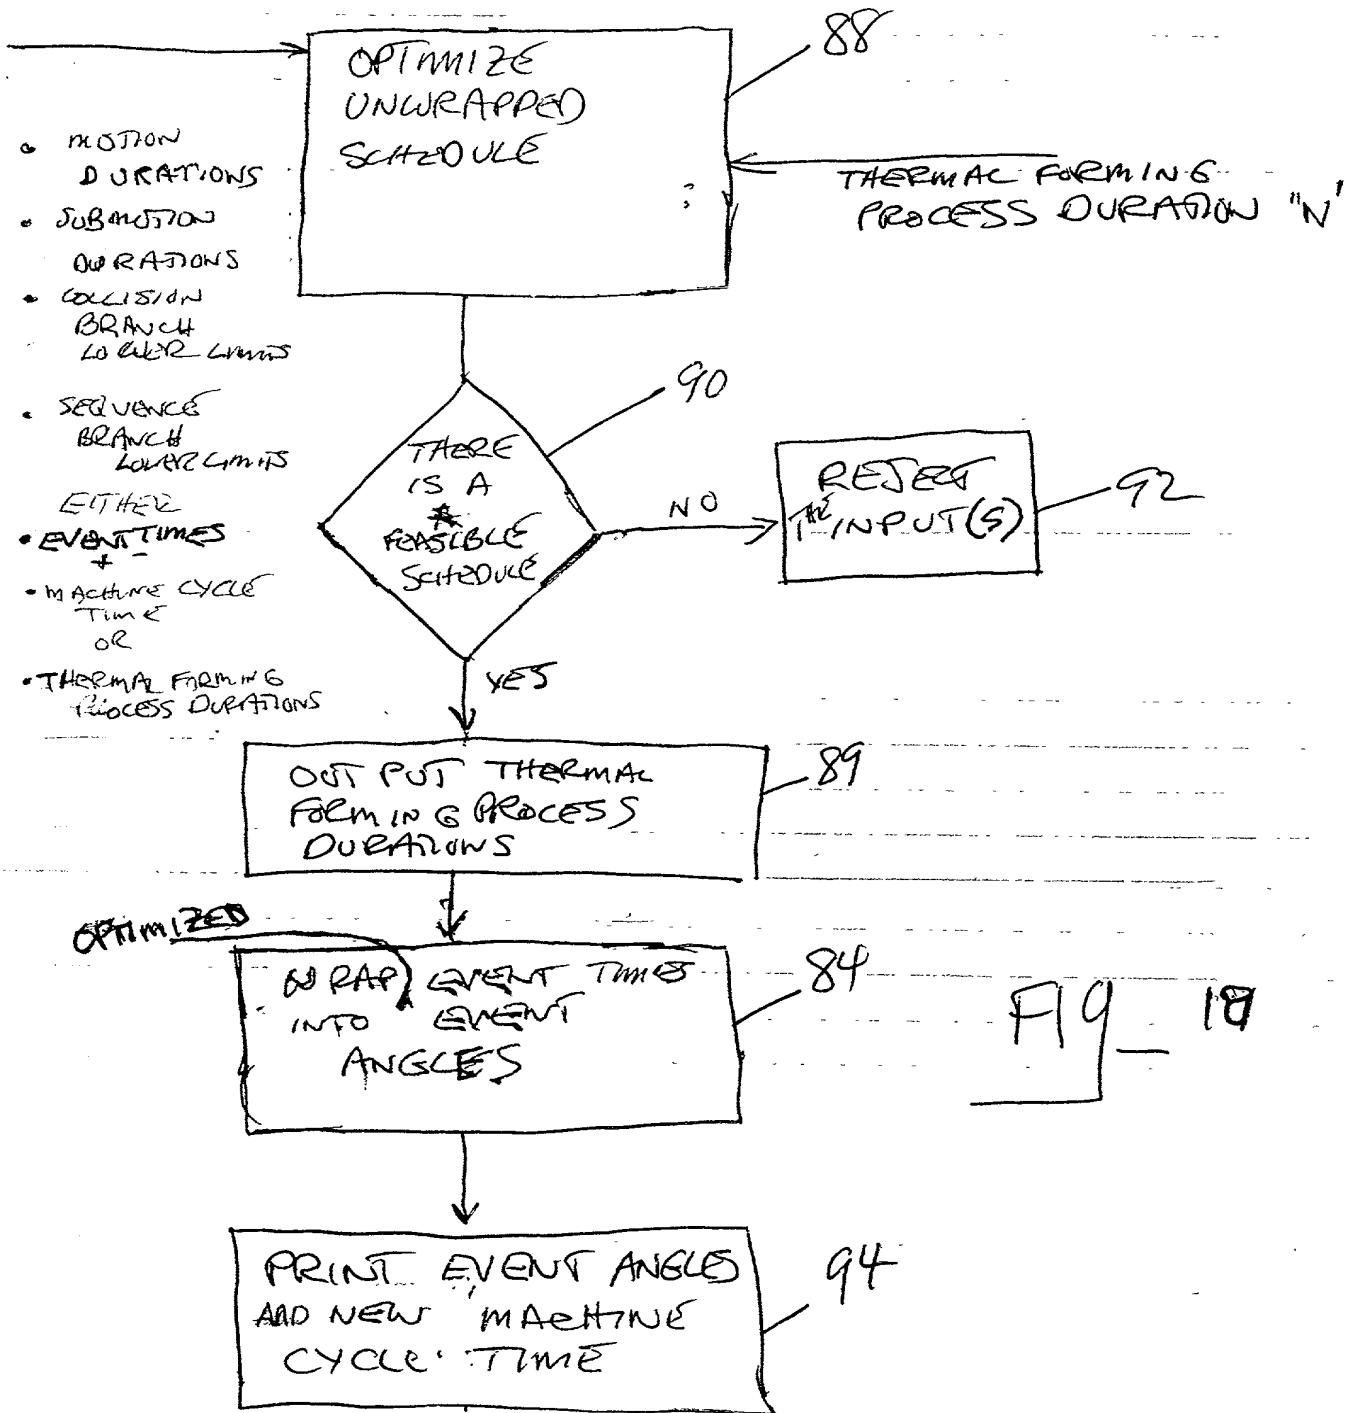 OPTIMIZE
UNWRAPPED
SCHEDULE
88
THERMAL FORMING
PROCESS DURATION "N'
• MOTION
DURATIONS
• SUBMOTION
DURATIONS
• COLLISION
BRANCH
LOWER LIMITS
• SEQUENCE
BRANCH
LOWER LIMITS
EITHER
• EVENT TIMES
+
• MACHINE CYCLE
TIME
OR
• THERMAL FORMING
PROCESS DURATIONS
90
THERE
IS A
FEASIBLE
SCHEDULE
NO
REJECT
THE INPUT(S)
92
YES
OUTPUT THERMAL
FORMING PROCESS
DURATIONS
89
OPTIMIZED
WRAP EVENT TIMES
INTO EVENT
ANGLES
84
FIG_
PRINT EVENT ANGLES
AND NEW MACHINE
CYCLE TIME
94